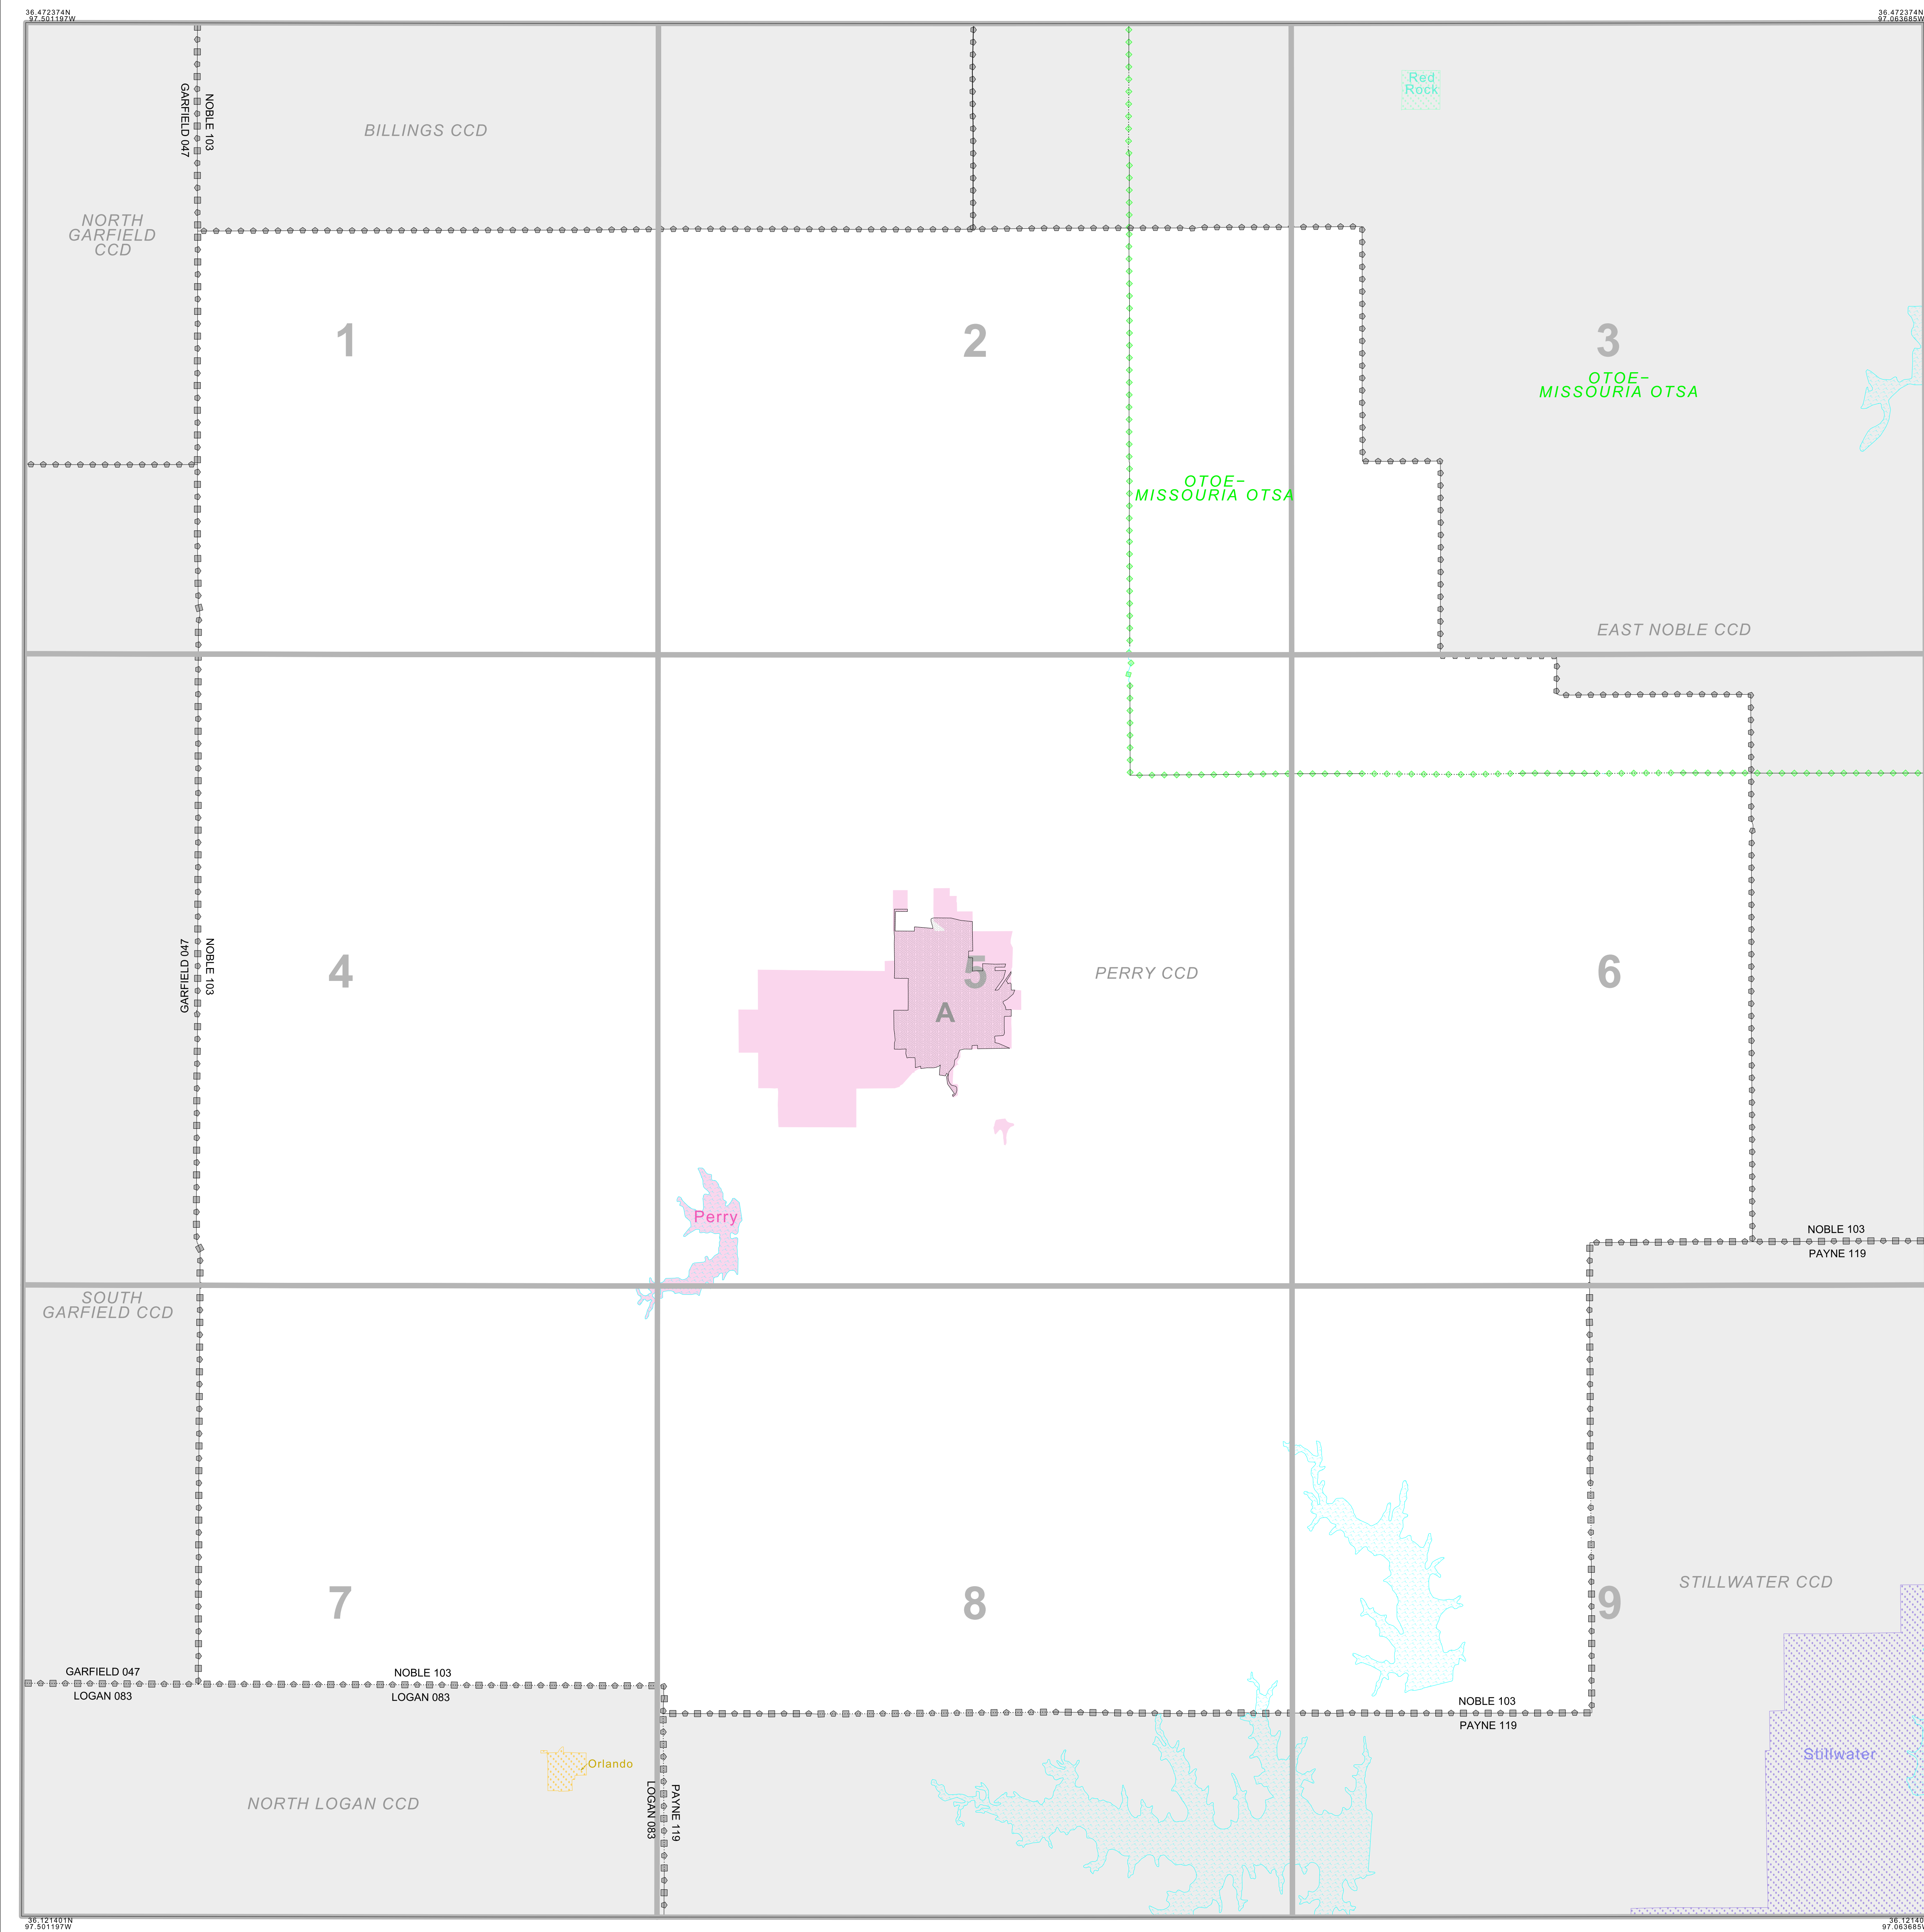 36.472374N
97.501197W
36.472374N
97.063685W
Red
Rock
GARFIELD 047
NOBLE 103
BILLINGS CCD
NORTH
GARFIELD
CCD
1
2
3
OTOE-
MISSOURIA OTSA
OTOE-
MISSOURIA OTSA
EAST NOBLE CCD
GARFIELD 047
NOBLE 103
4
5
PERRY CCD
6
A
Perry
NOBLE 103
PAYNE 119
SOUTH
GARFIELD CCD
STILLWATER CCD
7
8
9
GARFIELD 047
LOGAN 083
NOBLE 103
LOGAN 083
NOBLE 103
PAYNE 119
Stillwater
Orlando
NORTH LOGAN CCD
LOGAN 083
PAYNE 119
36.121401N
97.501197W
36.12140
97.063685W